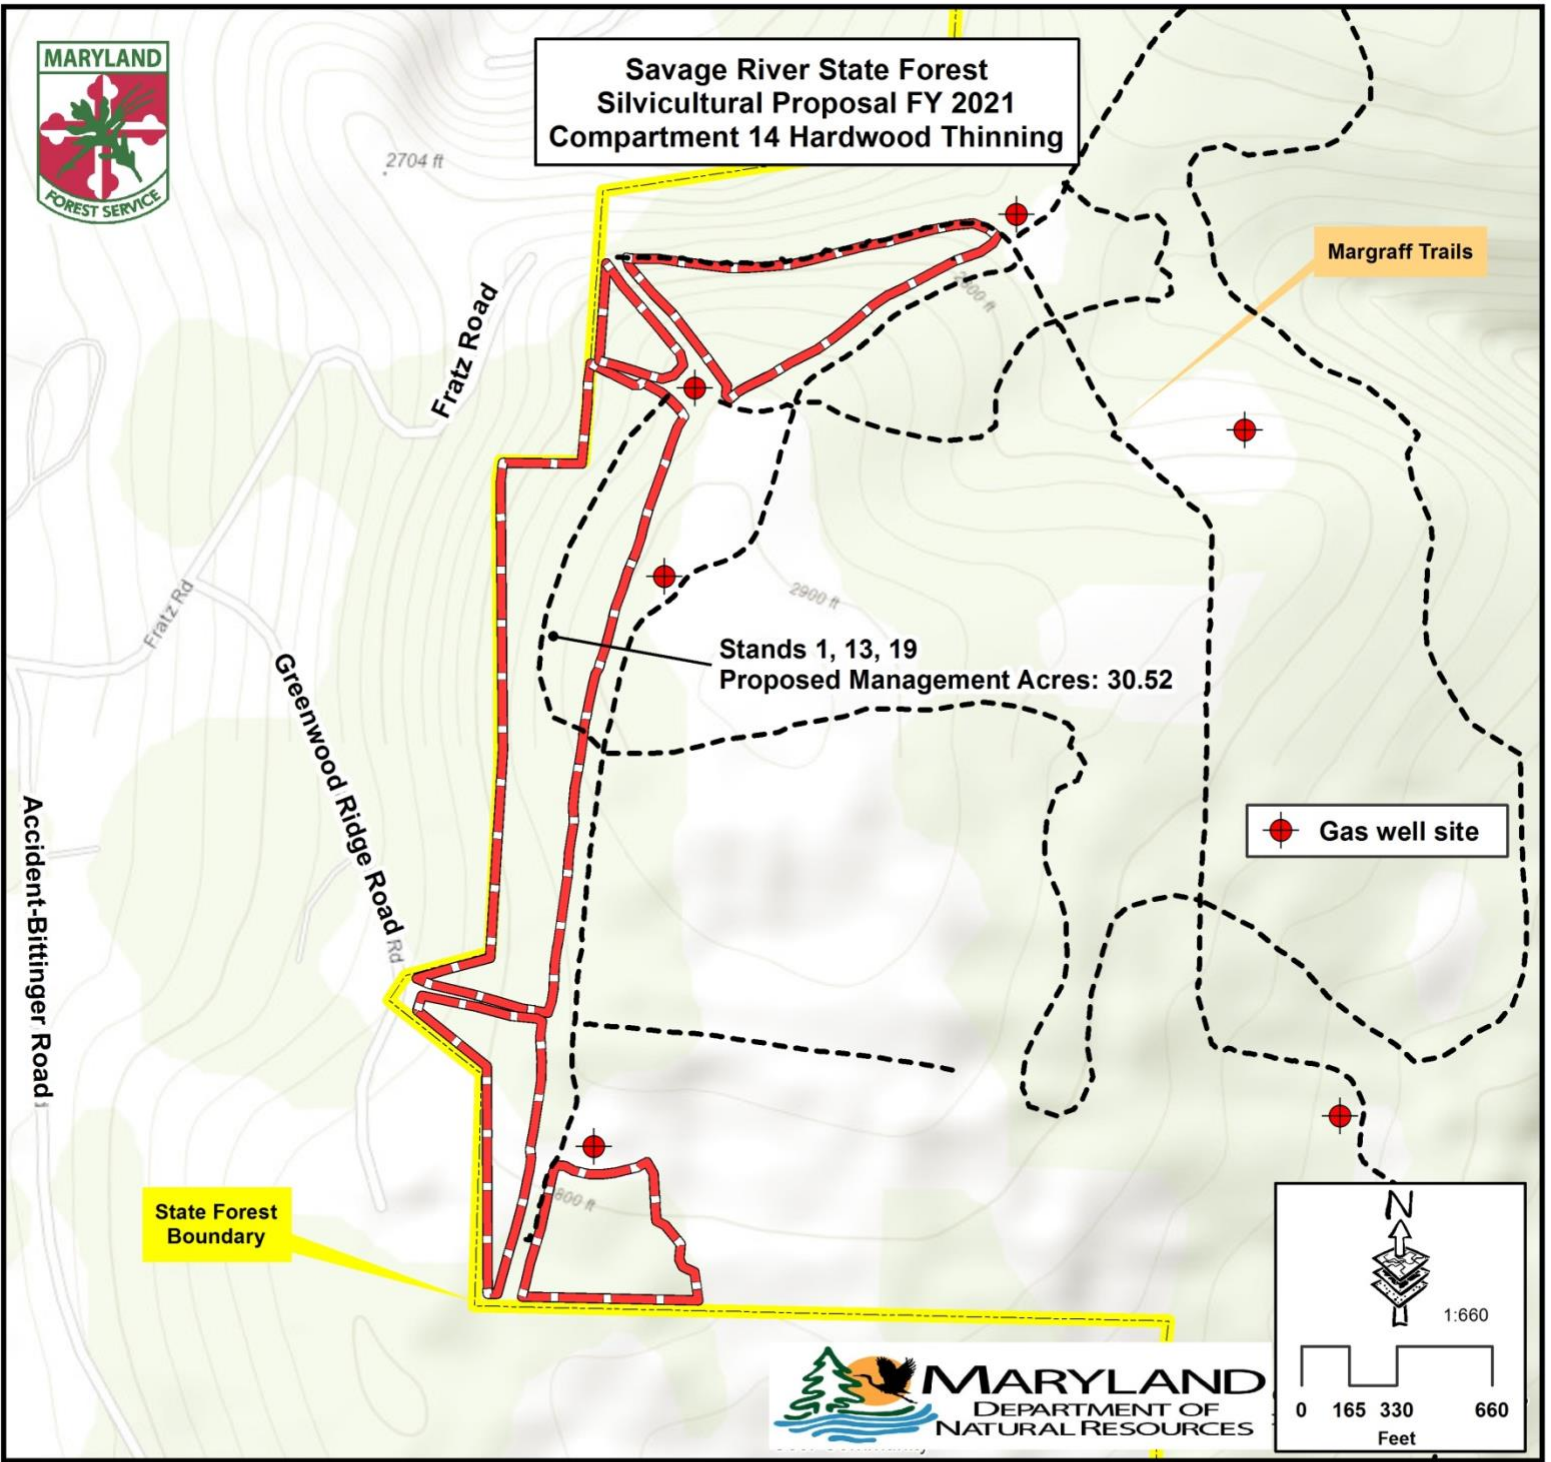 MARYLAND
FOREST SERVICE
Savage River State Forest
Silvicultural Proposal FY 2021
Compartment 14 Hardwood Thinning
2704 ft
Margraff Trails
Fratz Road
Fratz Rd
2900 ft
Stands 1, 13, 19
Proposed Management Acres: 30.52
Greenwood Ridge Road
Rd
Accident-Bittinger Road
Gas well site
800 ft
State Forest
Boundary
N
1:660
0 165 330 660
Feet
MARYLAND
DEPARTMENT OF
NATURAL RESOURCES